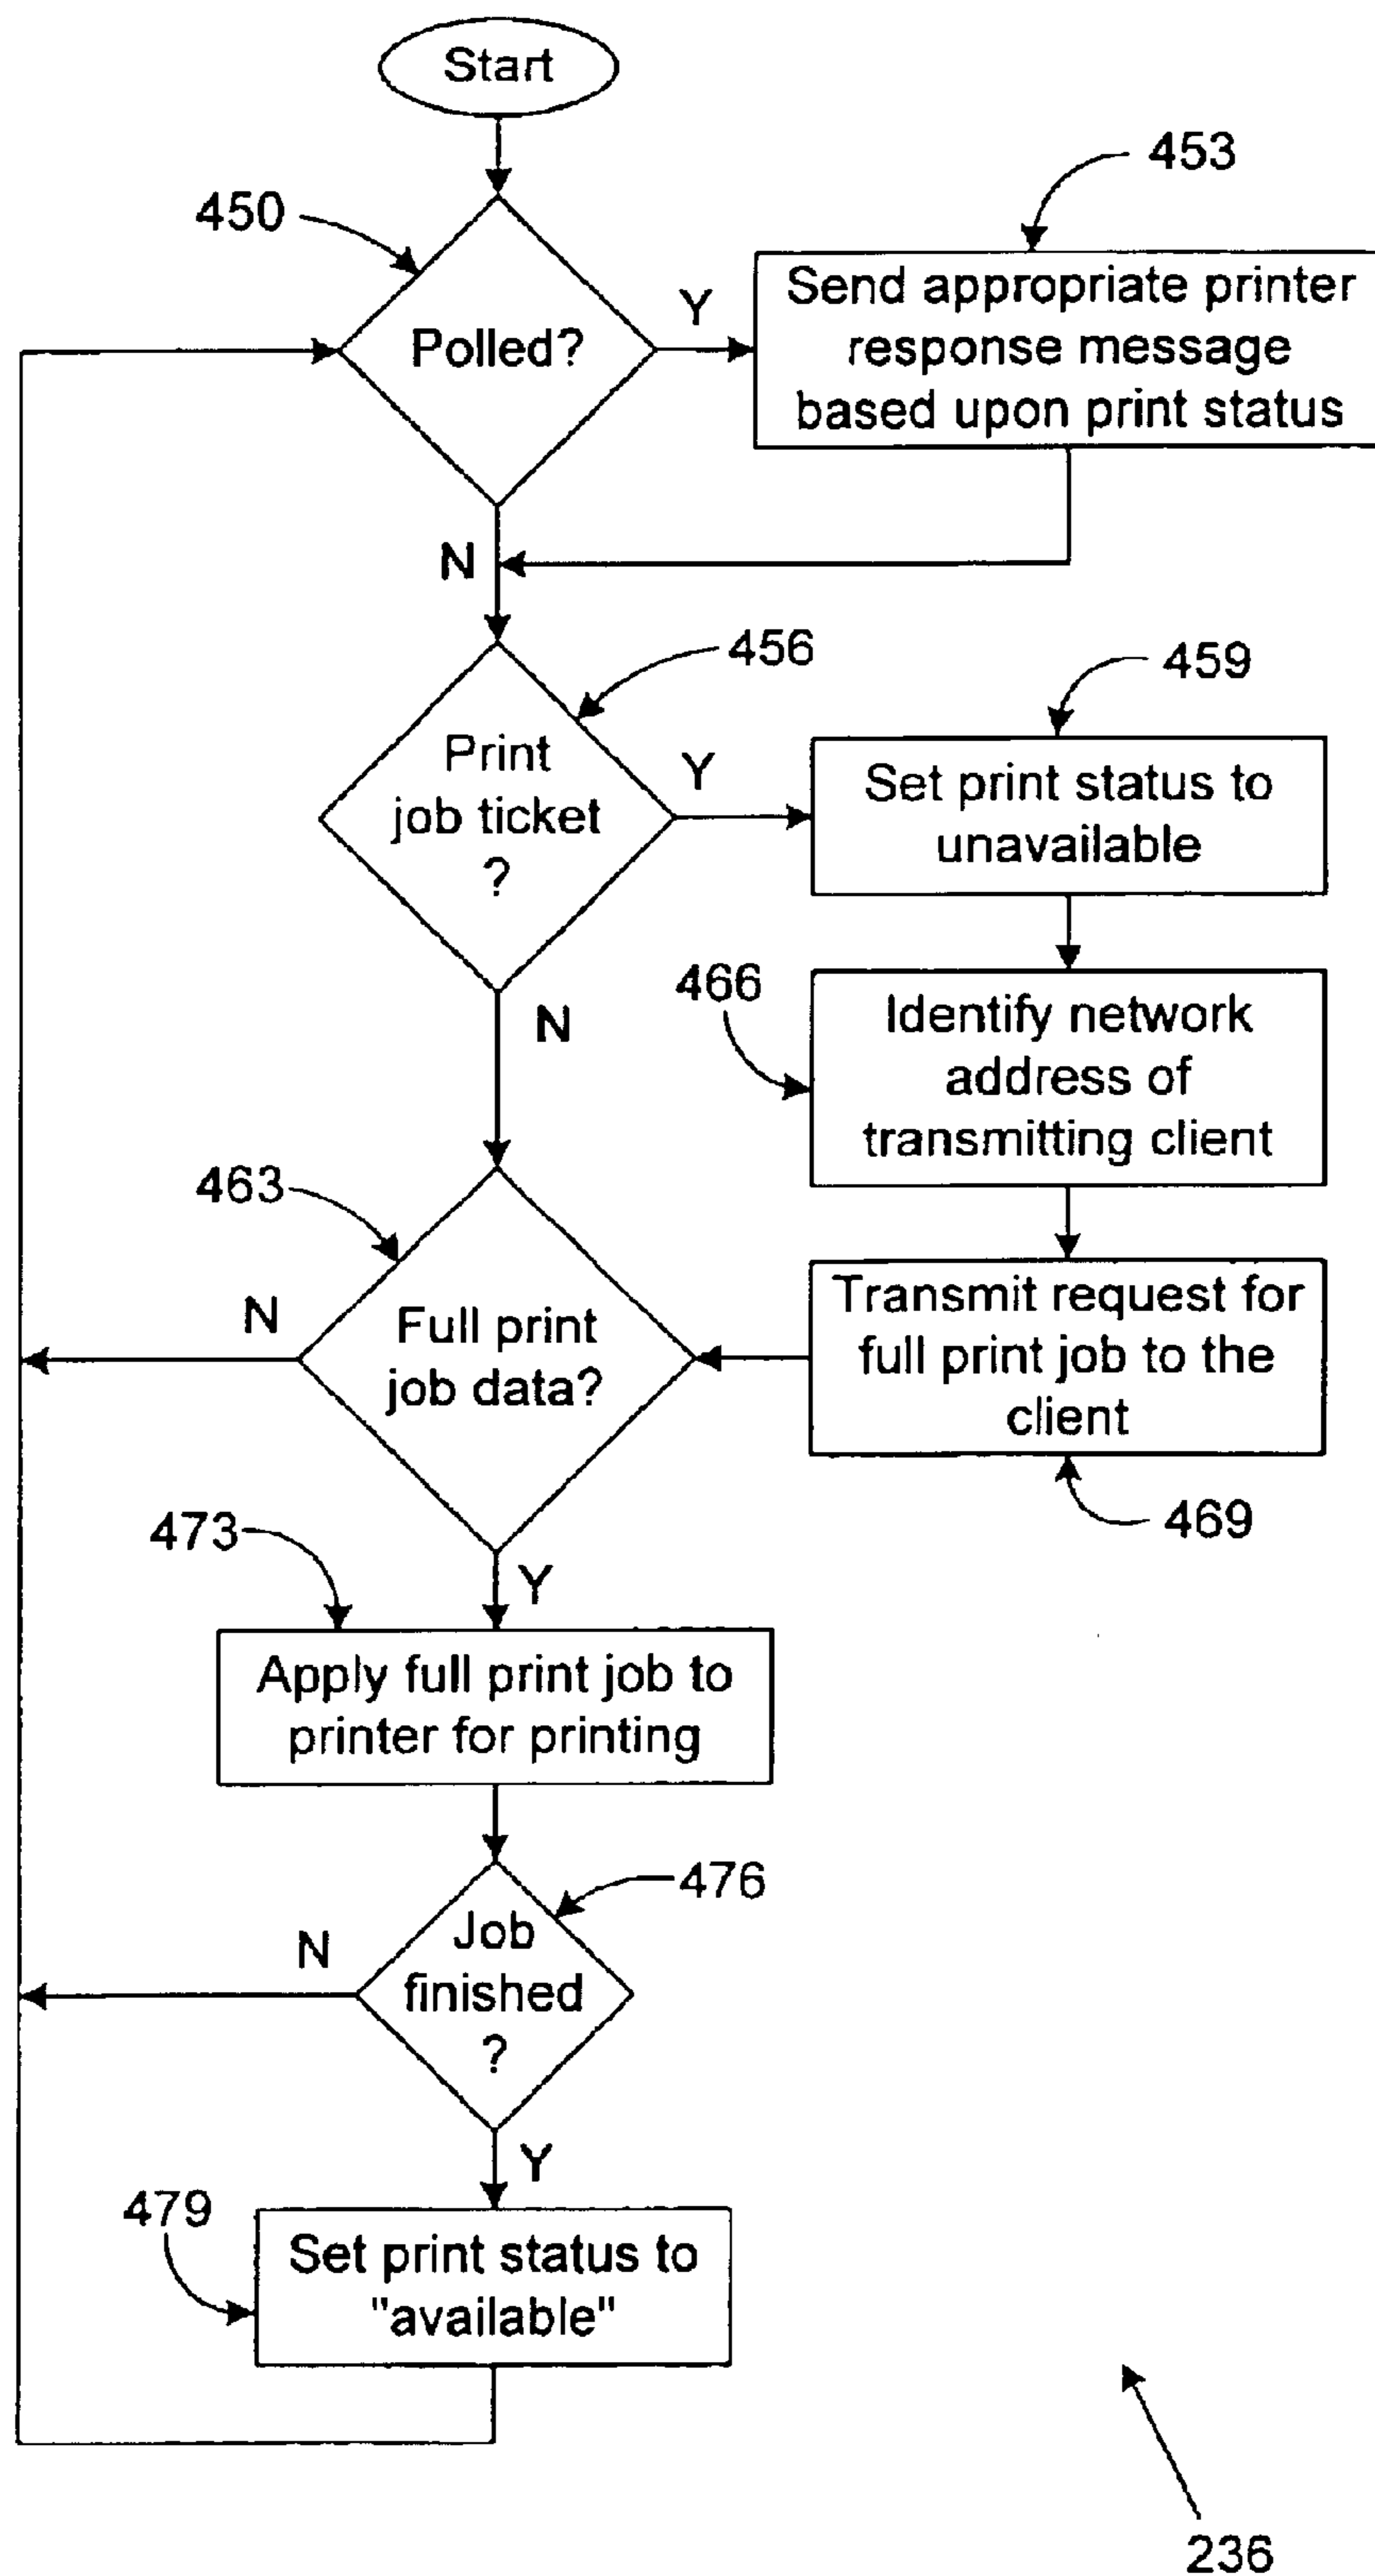 Start
450
453
Polled?
Y
Send appropriate printer
response message
based upon print status
N
456
459
Print
job ticket
?
Y
Set print status to
unavailable
N
466
Identify network
address of
transmitting client
463
N
Full print
job data?
Transmit request for
full print job to the
client
469
473
Y
Apply full print job to
printer for printing
476
N
Job
finished
?
Y
479
Set print status to
"available"
236